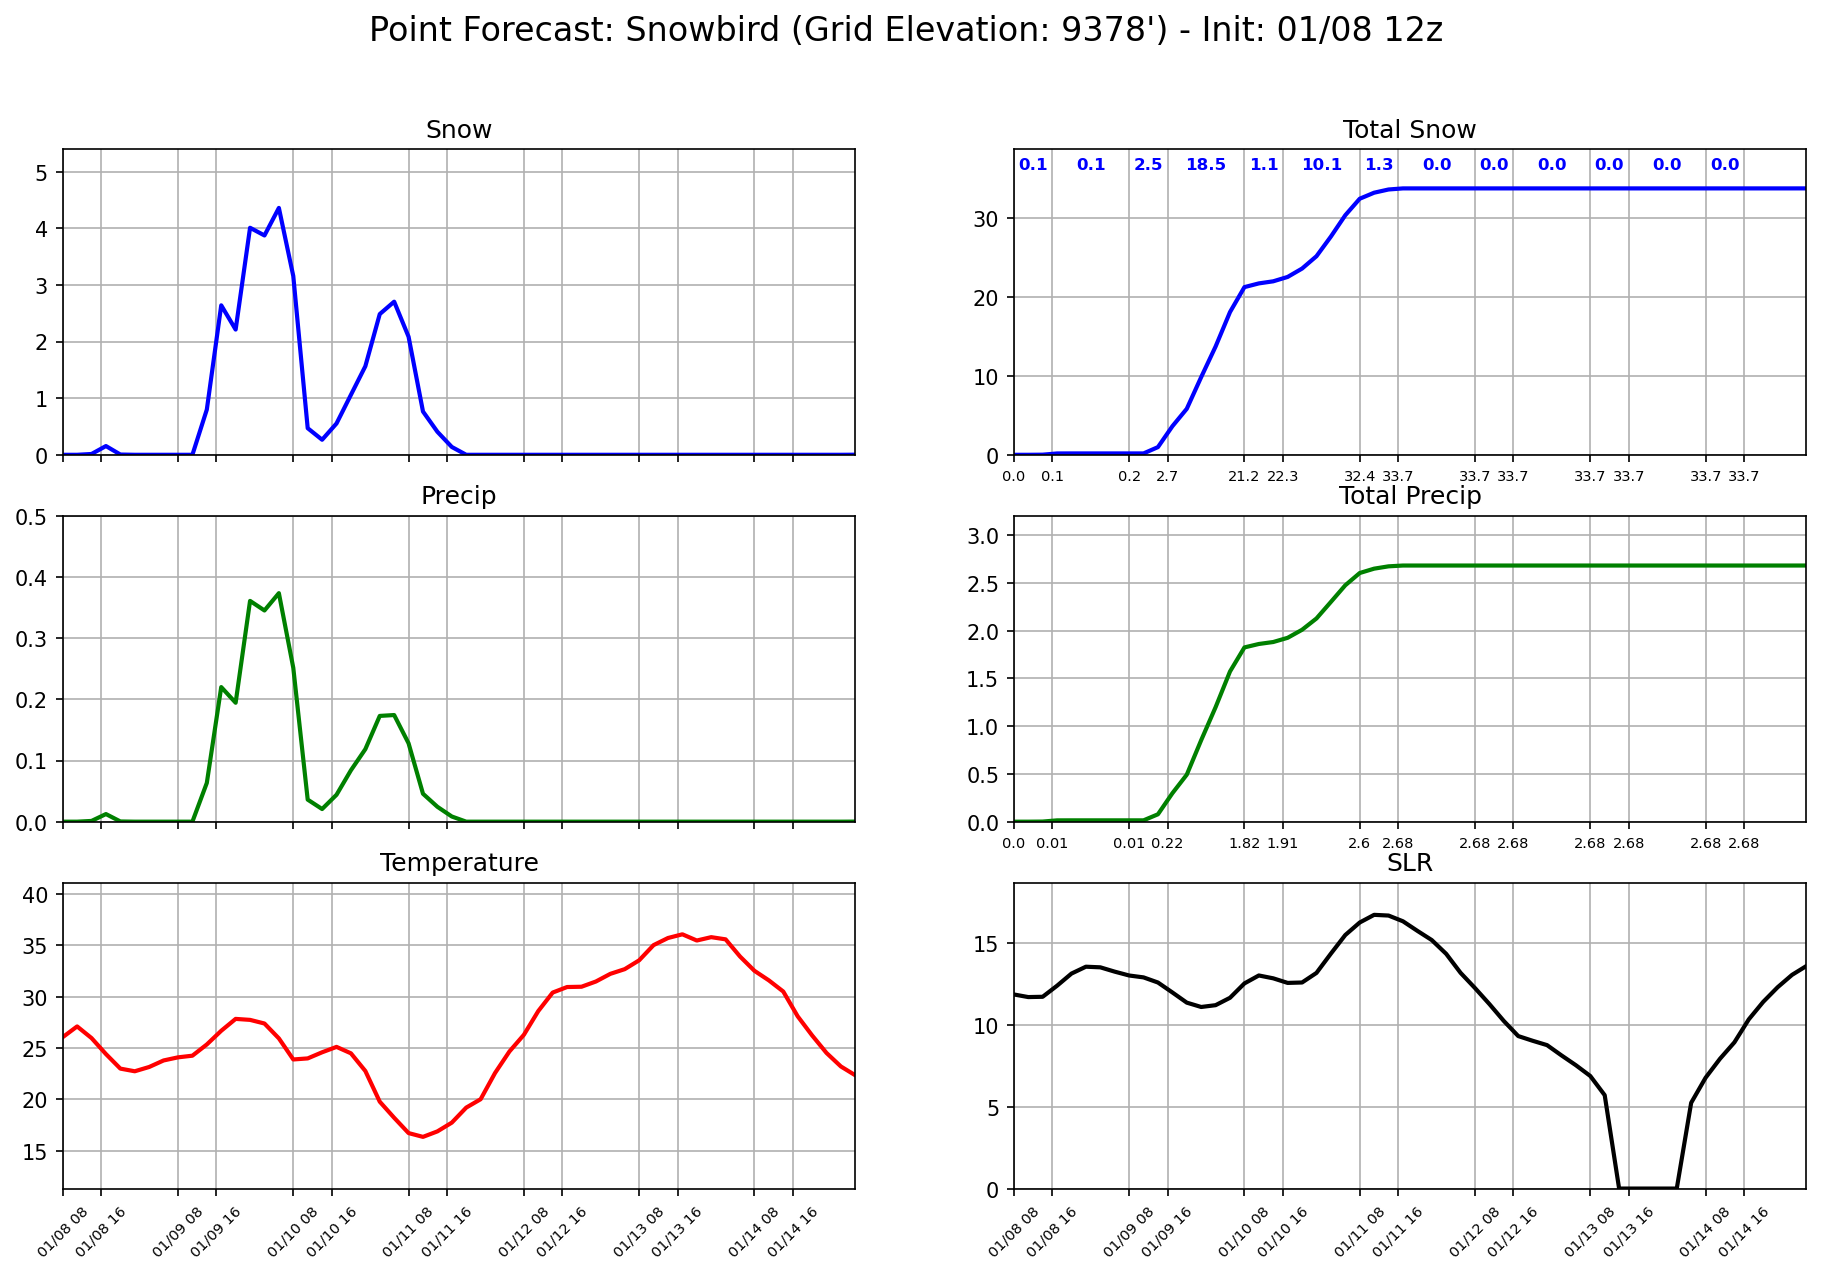 Point Forecast: Snowbird (Grid Elevation: 9378') - Init: 01/08 12z
Snow
5
4
3
2
1
0
Total Snow
0.1 0.1 2.5 18.5 1.1 10.1 1.3 0.0 0.0 0.0 0.0 0.0 0.0
30
20
10
0
0.0 0.1 0.2 2.7 21.2 22.3 32.4 33.7 33.7 33.7 33.7 33.7 33.7 33.7
Precip
0.5
0.4
0.3
0.2
0.1
0.0
Total Precip
3.0
2.5
2.0
1.5
1.0
0.5
0.0
0.0 0.01 0.01 0.22 1.82 1.91 2.6 2.68 2.68 2.68 2.68 2.68 2.68 2.68
Temperature
40
35
30
25
20
15
01/08 08 01/08 16 01/09 08 01/09 16 01/10 08 01/10 16 01/11 08 01/11 16 01/12 08 01/12 16 01/13 08 01/13 16 01/14 08 01/14 16
SLR
15
10
5
0
01/08 08 01/08 16 01/09 08 01/09 16 01/10 08 01/10 16 01/11 08 01/11 16 01/12 08 01/12 16 01/13 08 01/13 16 01/14 08 01/14 16